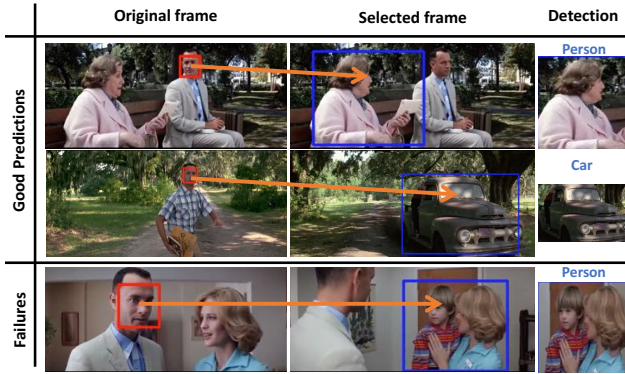 Original frame
Selected frame
Detection
Good Predictions
Person
Car
Failures
Person